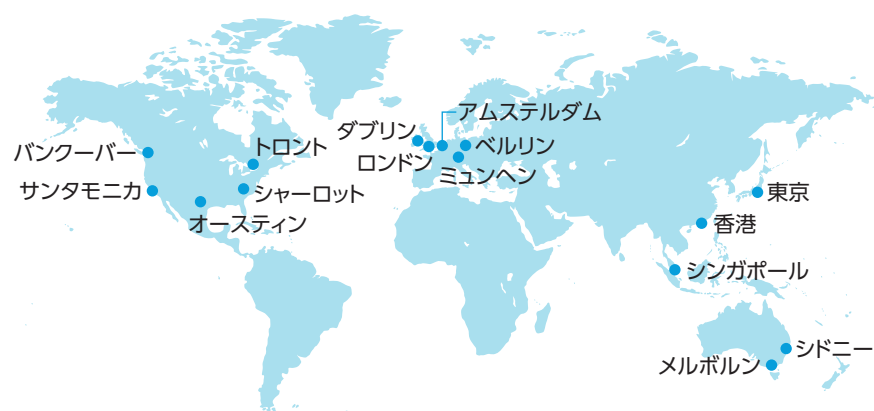 バンクーバー
サンタモニカ
トロント
シャーロット
オースティン
ダブリン
ロンドン
アムステルダム
ベルリン
ミュンヘン
東京
香港
シンガポール
シドニー
メルボルン